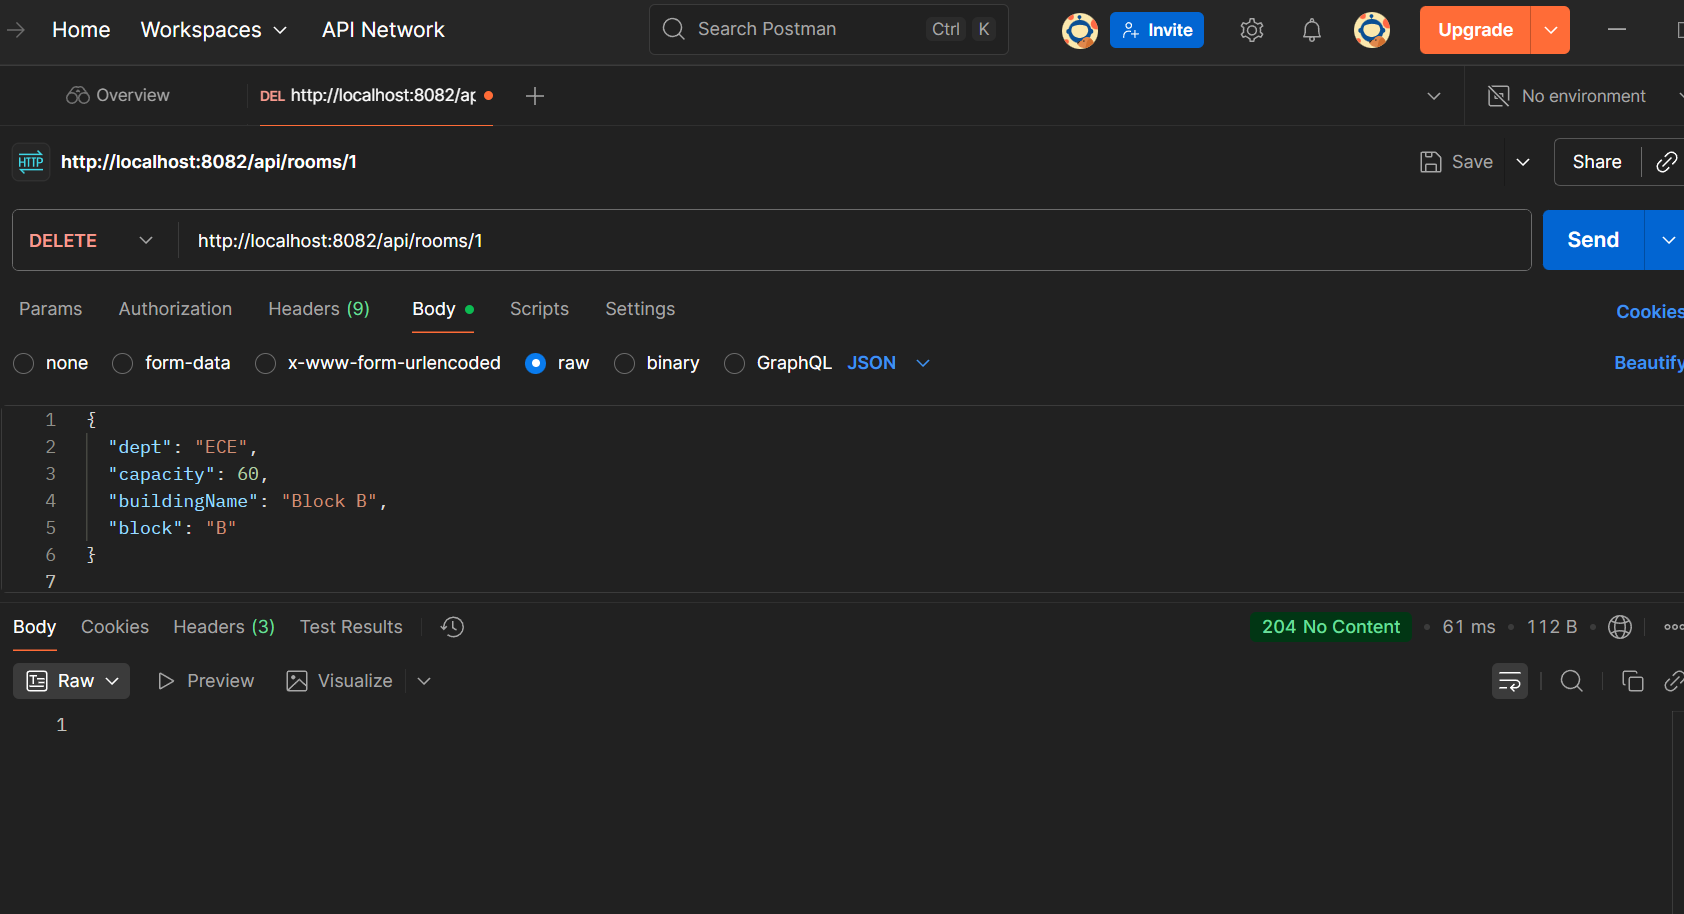 Home Workspaces API Network Search Postman Ctrl K Invite Upgrade
Overview DEL http://localhost:8082/ap No environment
HTTP http://localhost:8082/api/rooms/1 Save Share
DELETE http://localhost:8082/api/rooms/1 Send
Params Authorization Headers (9) Body Scripts Settings Cookies
none form-data x-www-form-urlencoded raw binary GraphQL JSON Beautify
1 {
2 "dept": "ECE",
3 "capacity": 60,
4 "buildingName": "Block B",
5 "block": "B"
6 }
7
Body Cookies Headers (3) Test Results 204 No Content • 61 ms • 112 B •
Raw Preview Visualize
1